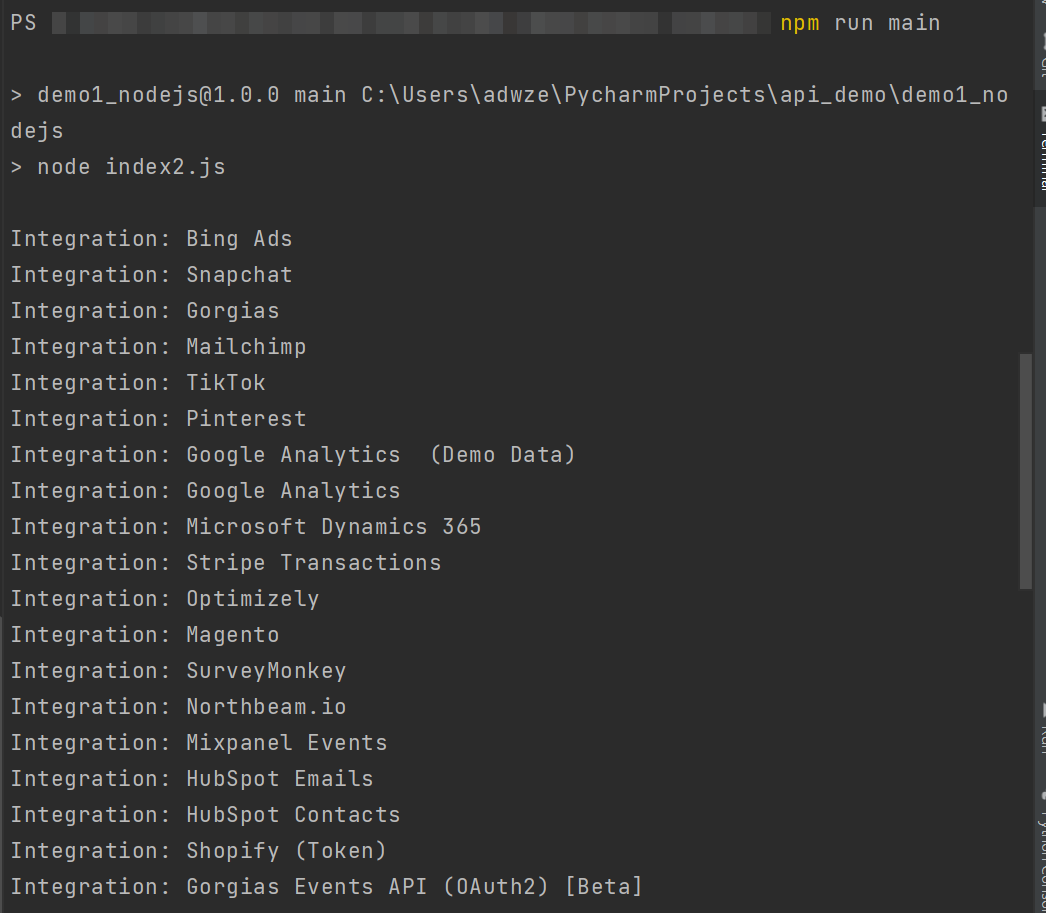 PS npm run main
> demo1_nodejs@1.0.0 main C:\Users\adwze\PycharmProjects\api_demo\demo1_no
dejs
> node index2.js
Integration: Bing Ads
Integration: Snapchat
Integration: Gorgias
Integration: Mailchimp
Integration: TikTok
Integration: Pinterest
Integration: Google Analytics  (Demo Data)
Integration: Google Analytics
Integration: Microsoft Dynamics 365
Integration: Stripe Transactions
Integration: Optimizely
Integration: Magento
Integration: SurveyMonkey
Integration: Northbeam.io
Integration: Mixpanel Events
Integration: HubSpot Emails
Integration: HubSpot Contacts
Integration: Shopify (Token)
Integration: Gorgias Events API (OAuth2) [Beta]